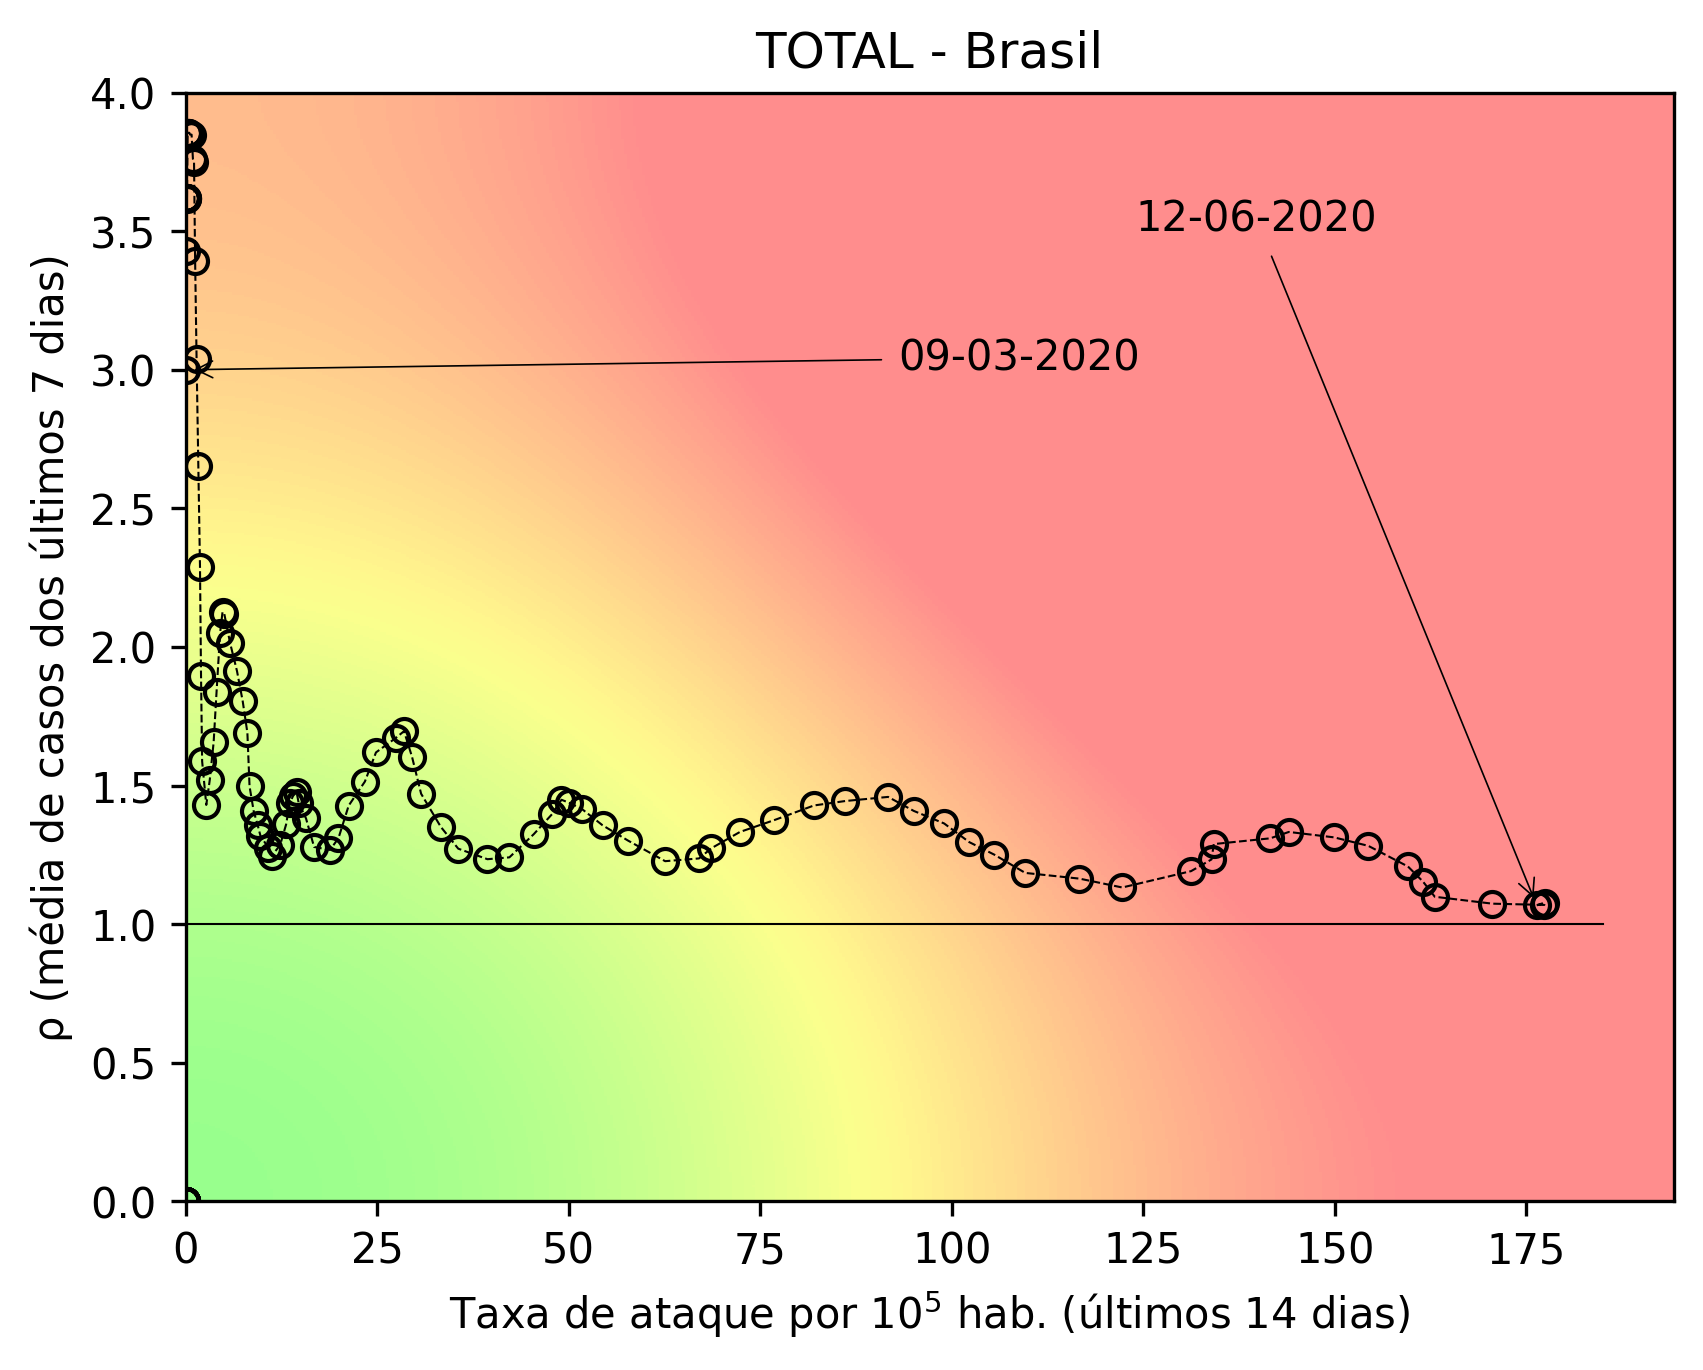 TOTAL - Brasil
ρ (média de casos dos últimos 7 dias)
4.0
3.5
3.0
2.5
2.0
1.5
1.0
0.5
0.0
12-06-2020
09-03-2020
0 25 50 75 100 125 150 175
Taxa de ataque por 10⁵ hab. (últimos 14 dias)